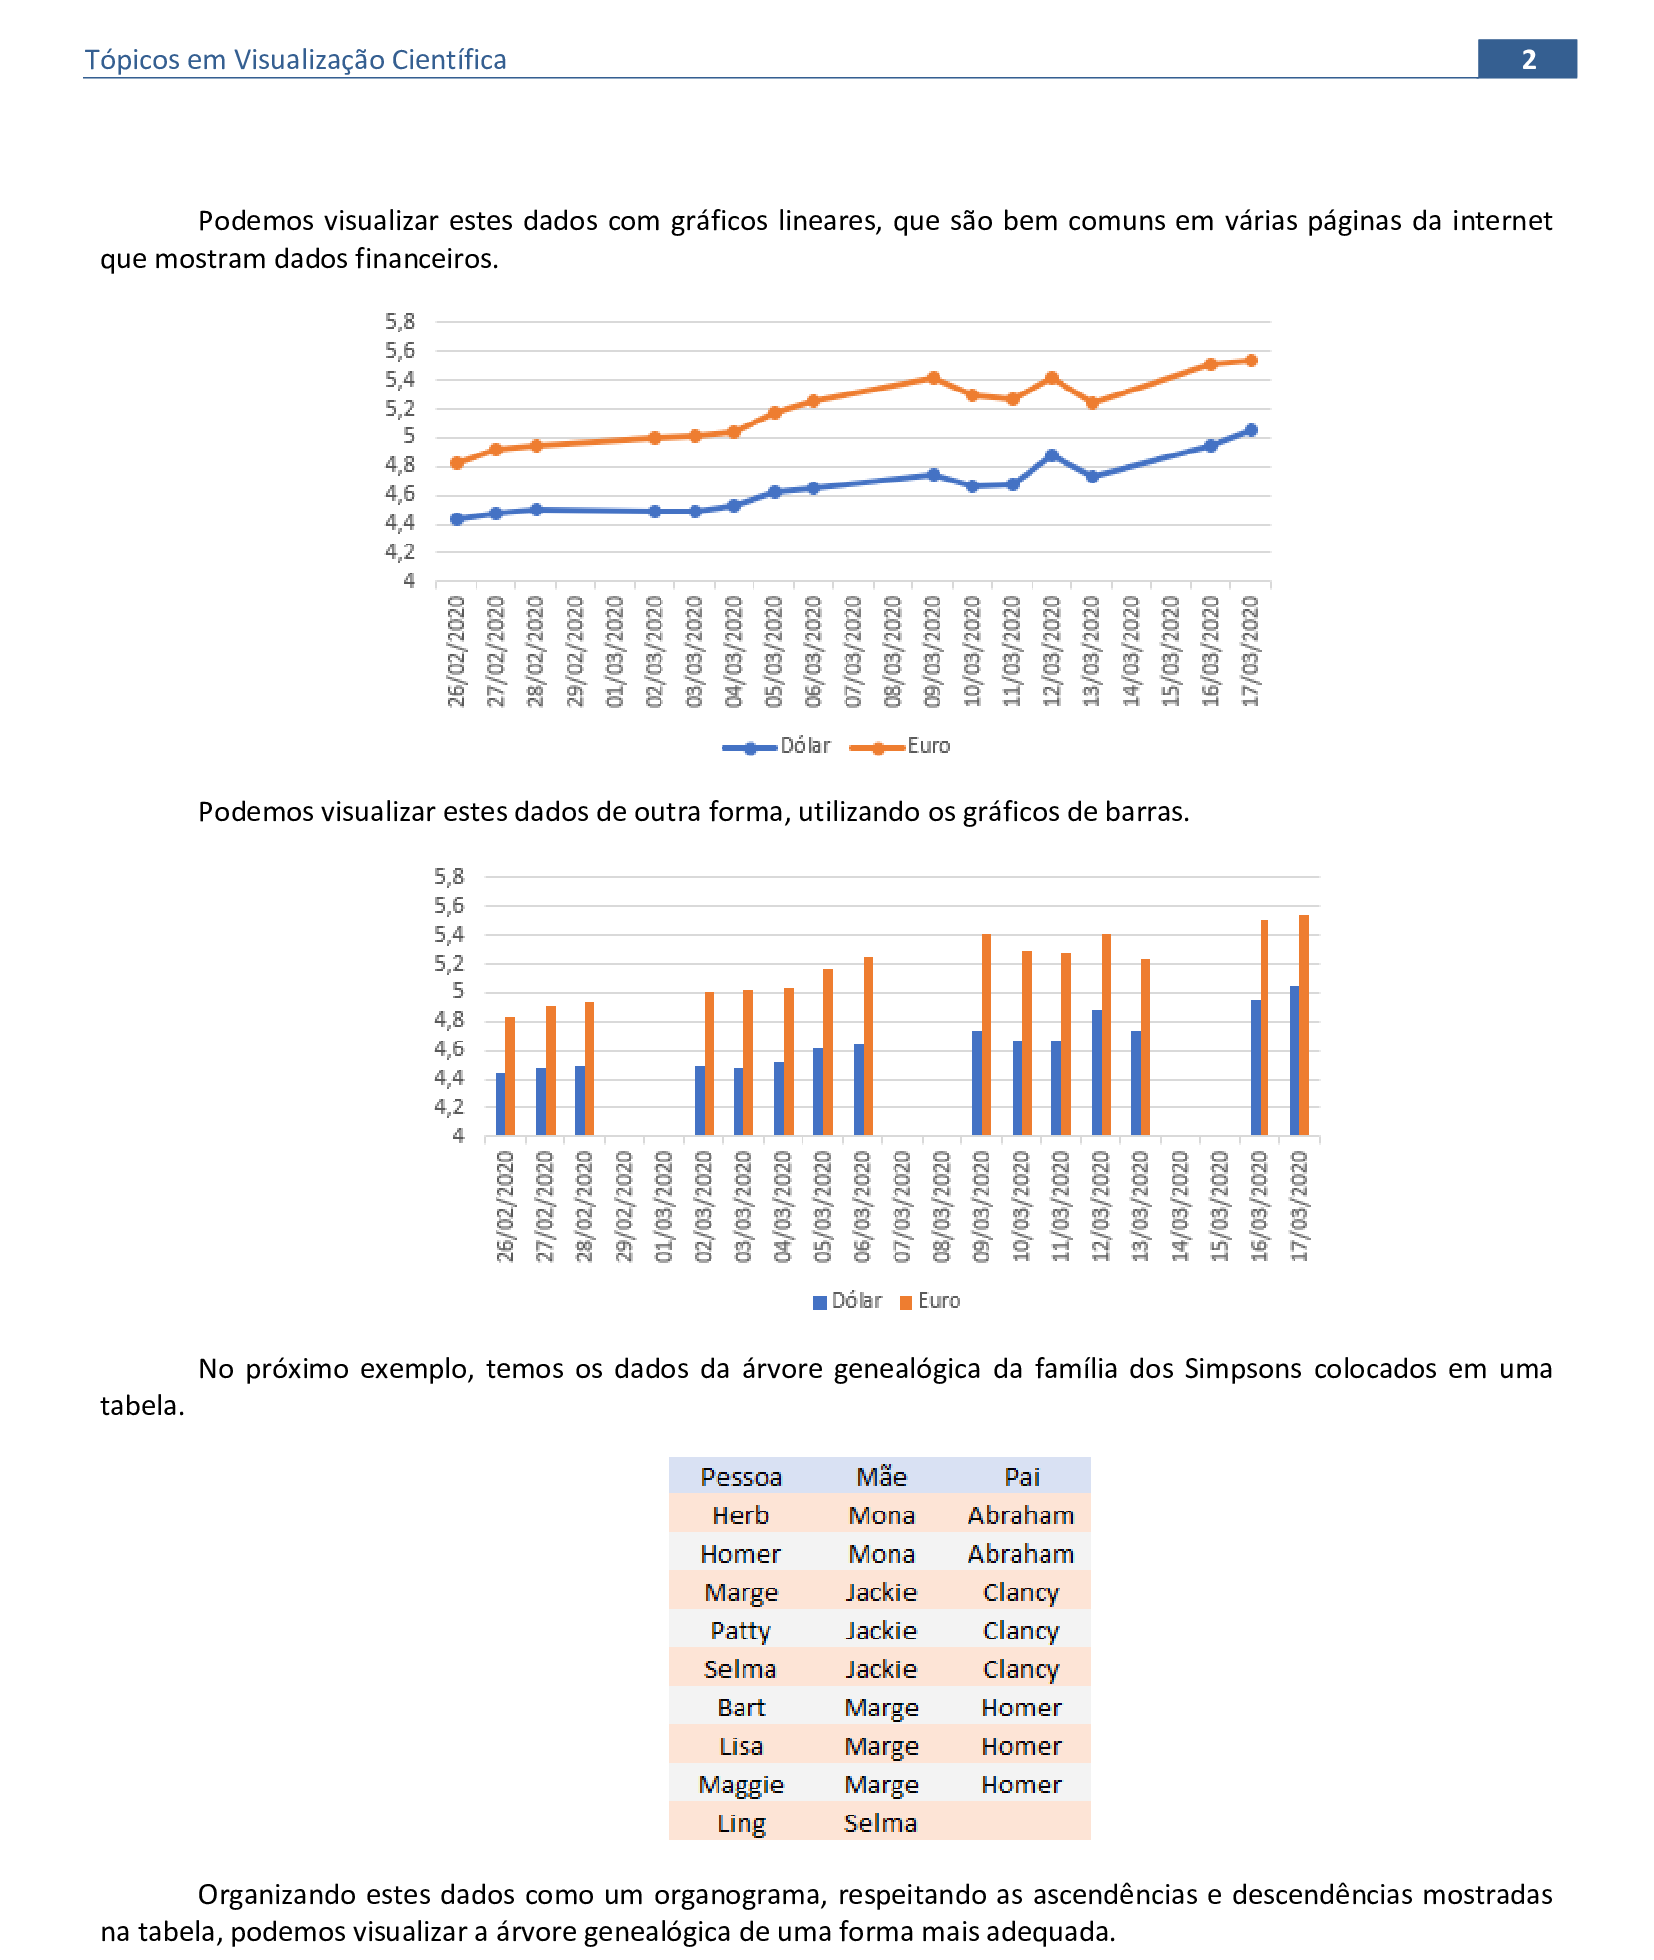 Tópicos em Visualização Científica 2
Podemos visualizar estes dados com gráficos lineares, que são bem comuns em várias páginas da internet
que mostram dados financeiros.
5,8
5,6
5,4
5,2
5
4,8
4,6
4,4
4,2
4
26/02/2020 27/02/2020 28/02/2020 29/02/2020 01/03/2020 02/03/2020 03/03/2020 04/03/2020 05/03/2020 06/03/2020 07/03/2020 08/03/2020 09/03/2020 10/03/2020 11/03/2020 12/03/2020 13/03/2020 14/03/2020 15/03/2020 16/03/2020 17/03/2020
Dólar Euro
Podemos visualizar estes dados de outra forma, utilizando os gráficos de barras.
5,8
5,6
5,4
5,2
5
4,8
4,6
4,4
4,2
4
26/02/2020 27/02/2020 28/02/2020 29/02/2020 01/03/2020 02/03/2020 03/03/2020 04/03/2020 05/03/2020 06/03/2020 07/03/2020 08/03/2020 09/03/2020 10/03/2020 11/03/2020 12/03/2020 13/03/2020 14/03/2020 15/03/2020 16/03/2020 17/03/2020
Dólar Euro
No próximo exemplo, temos os dados da árvore genealógica da família dos Simpsons colocados em uma
tabela.
Pessoa Mãe Pai
Herb Mona Abraham
Homer Mona Abraham
Marge Jackie Clancy
Patty Jackie Clancy
Selma Jackie Clancy
Bart Marge Homer
Lisa Marge Homer
Maggie Marge Homer
Ling Selma
Organizando estes dados como um organograma, respeitando as ascendências e descendências mostradas
na tabela, podemos visualizar a árvore genealógica de uma forma mais adequada.